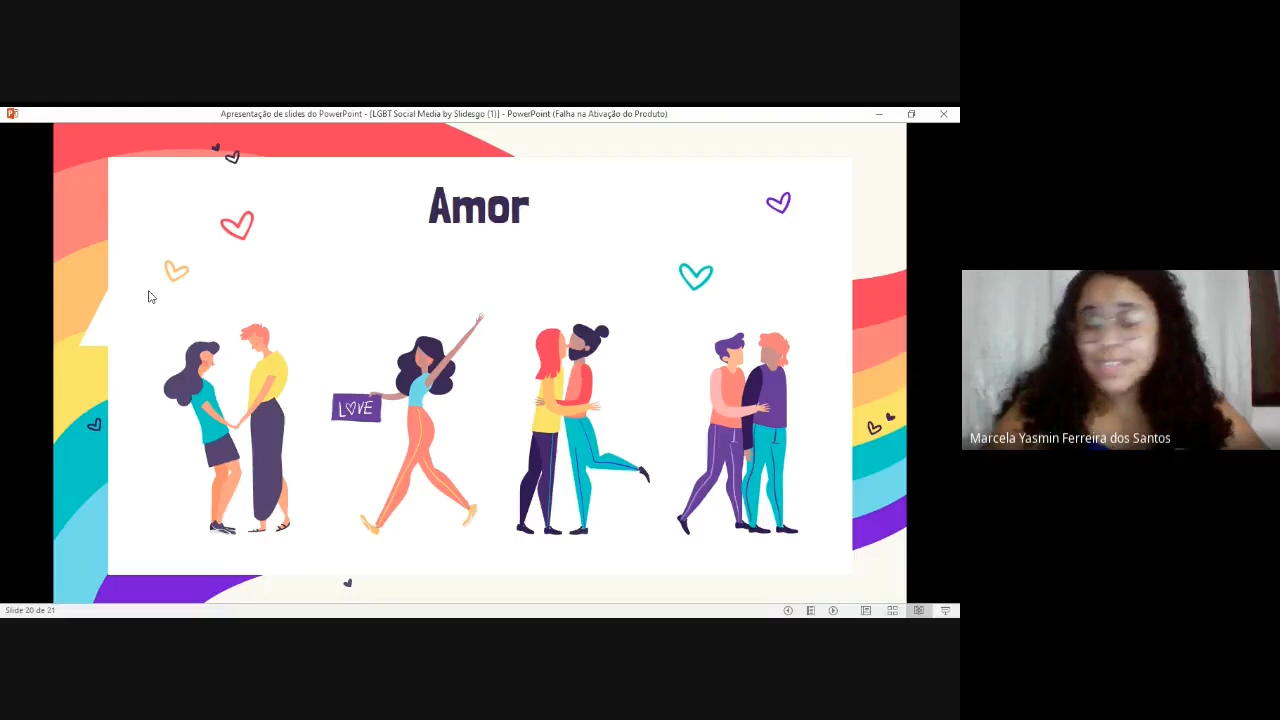 Apresentação de slides do PowerPoint - [LGBT Social Media by Slidesgo (1)] - PowerPoint (Falha na Ativação do Produto)
Amor
LOVE
Marcela Yasmin Ferreira dos Santos
Slide 20 de 21